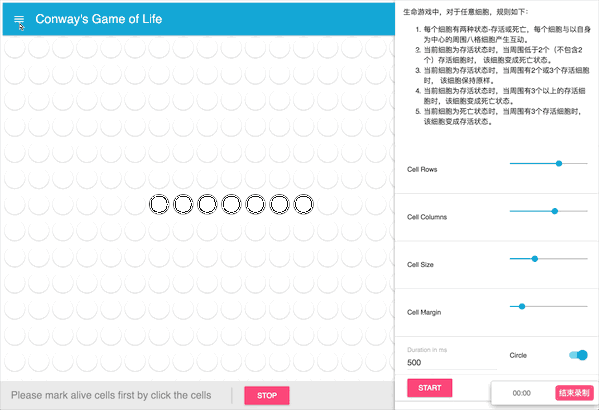 Conway's Game of Life
生命游戏中，对于任意细胞，规则如下：
1. 每个细胞有两种状态-存活或死亡，每个细胞与以自身
为中心的周围八格细胞产生互动。
2. 当前细胞为存活状态时，当周围低于2个（不包含2
个）存活细胞时， 该细胞变成死亡状态。
3. 当前细胞为存活状态时，当周围有2个或3个存活细胞
时， 该细胞保持原样。
4. 当前细胞为存活状态时，当周围有3个以上的存活细
胞时，该细胞变成死亡状态。
5. 当前细胞为死亡状态时，当周围有3个存活细胞时，
该细胞变成存活状态。
Cell Rows
Cell Columns
Cell Size
Cell Margin
Duration in ms
500
Circle
START
00:00
结束录制
Please mark alive cells first by click the cells
STOP